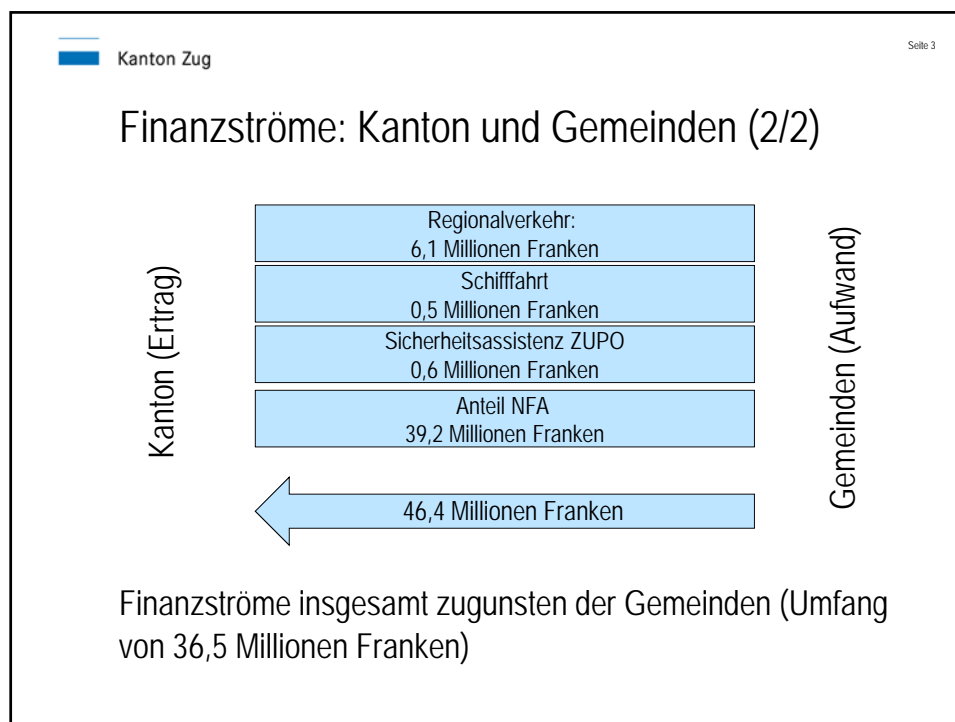 Kanton Zug
Seite 3
Finanzströme: Kanton und Gemeinden (2/2)
Kanton (Ertrag)
Regionalverkehr:
6,1 Millionen Franken
Schifffahrt
0,5 Millionen Franken
Sicherheitsassistenz ZUPO
0,6 Millionen Franken
Anteil NFA
39,2 Millionen Franken
46,4 Millionen Franken
Gemeinden (Aufwand)
Finanzströme insgesamt zugunsten der Gemeinden (Umfang
von 36,5 Millionen Franken)